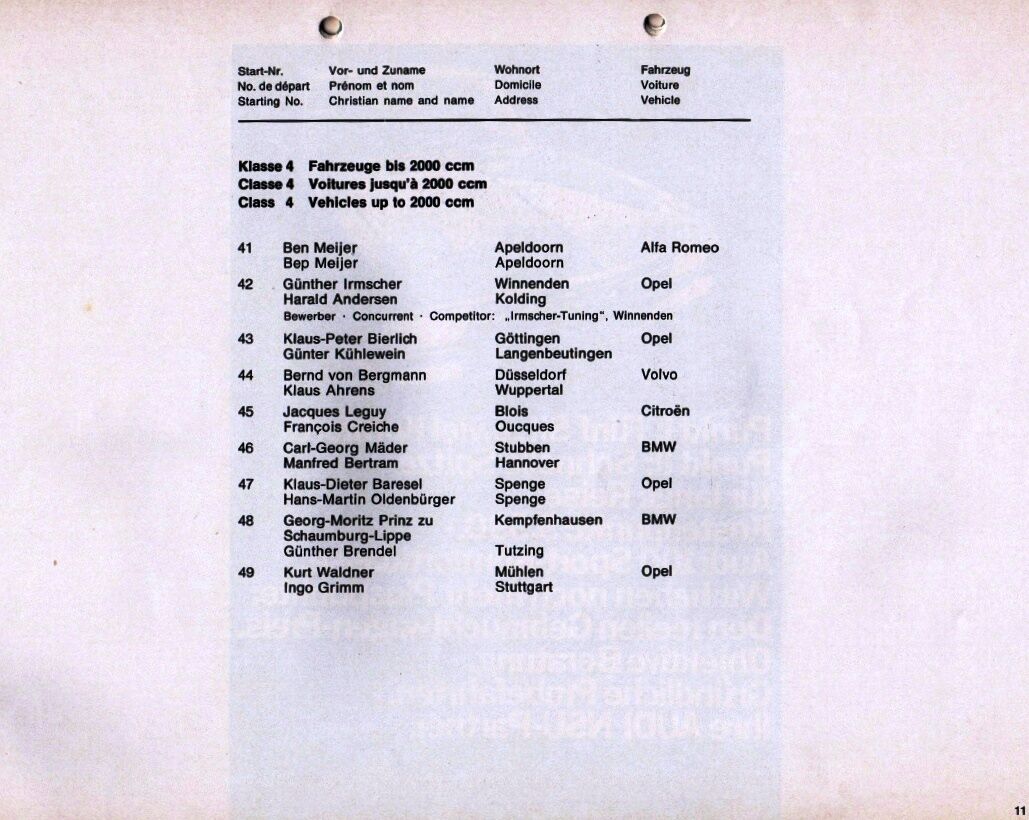 Start-Nr. Vor- und Zuname Wohnort Fahrzeug
No. de départ Prénom et nom Domicile Voiture
Starting No. Christian name and name Address Vehicle
Klasse 4 Fahrzeuge bis 2000 ccm
Classe 4 Voitures jusqu'à 2000 ccm
Class 4 Vehicles up to 2000 ccm
41 Ben Meijer Apeldoorn Alfa Romeo
Bep Meijer Apeldoorn
42 Günther Irmscher Winnenden Opel
Harald Andersen Kolding
Bewerber · Concurrent · Competitor: „Irmscher-Tuning", Winnenden
43 Klaus-Peter Bierlich Göttingen Opel
Günter Kühlewein Langenbeutingen
44 Bernd von Bergmann Düsseldorf Volvo
Klaus Ahrens Wuppertal
45 Jacques Leguy Blois Citroën
François Creiche Oucques
46 Carl-Georg Mäder Stubben BMW
Manfred Bertram Hannover
47 Klaus-Dieter Baresel Spenge Opel
Hans-Martin Oldenbürger Spenge
48 Georg-Moritz Prinz zu Kempfenhausen BMW
Schaumburg-Lippe
Günther Brendel Tutzing
49 Kurt Waldner Mühlen Opel
Ingo Grimm Stuttgart
11